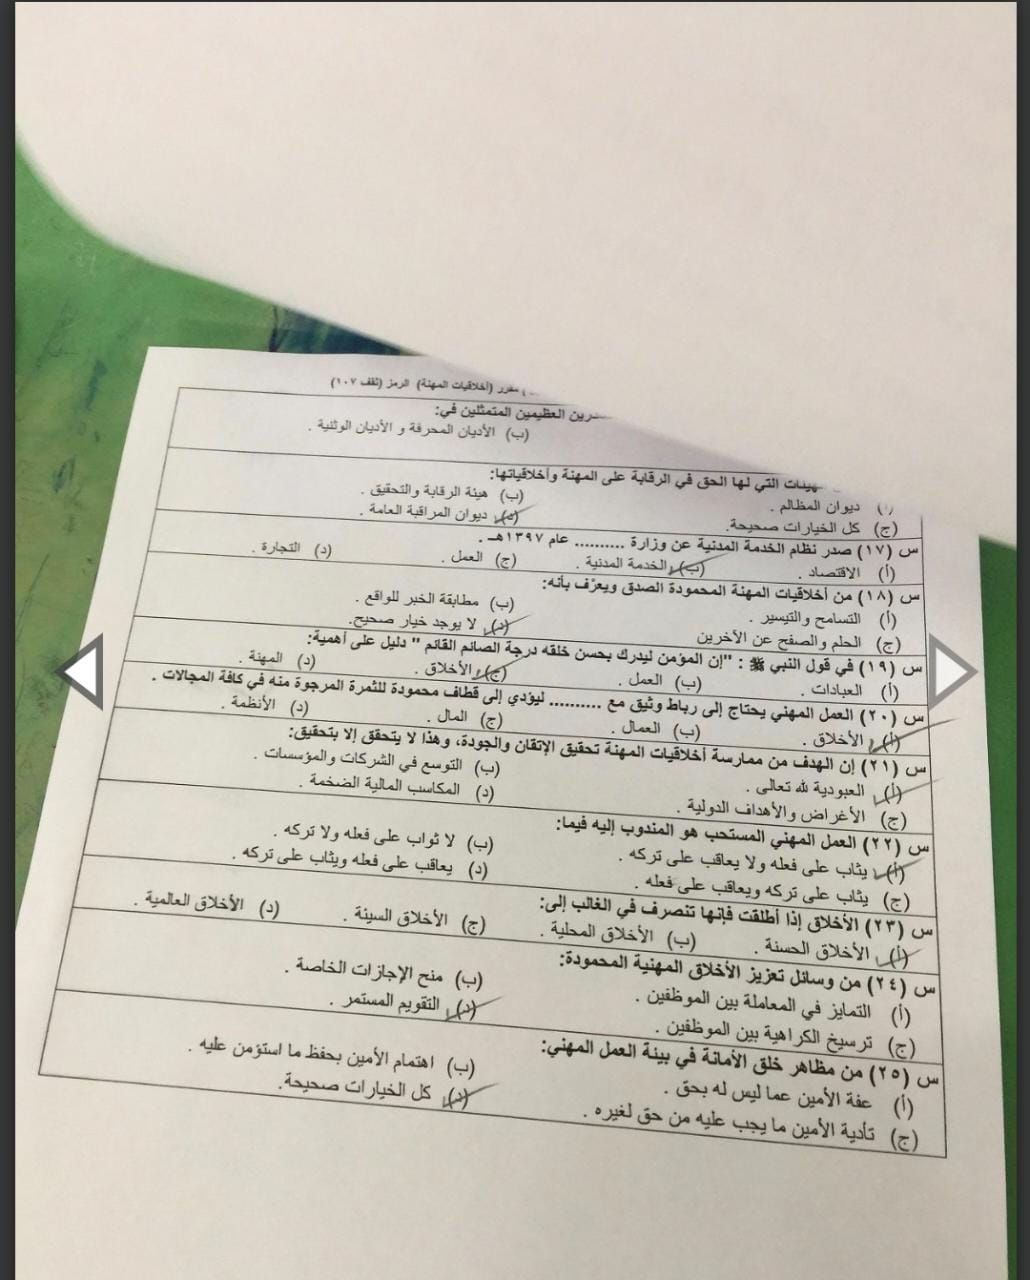 مقرر (أخلاقيات المهنة) الرمز (ثقف ١٠٧)
العظيمين المتمثلين في:
(ب) الأديان المحرفة و الأديان الوثنية .
التي لها الحق في الرقابة على المهنة وأخلاقياتها:
(أ) ديوان المظالم . (ب) هيئة الرقابة والتحقيق .
(ج) كل الخيارات صحيحة. (د) ديوان المراقبة العامة .
س (١٧) صدر نظام الخدمة المدنية عن وزارة .......... عام ١٣٩٧هـ .
(أ) الاقتصاد . (ب) الخدمة المدنية . (ج) العمل . (د) التجارة .
س (١٨) من أخلاقيات المهنة المحمودة الصدق ويعرّف بأنه:
(أ) التسامح والتيسير . (ب) مطابقة الخبر للواقع .
(ج) الحلم والصفح عن الآخرين (د) لا يوجد خيار صحيح.
س (١٩) في قول النبي ﷺ : "إن المؤمن ليدرك بحسن خلقه درجة الصائم القائم " دليل على أهمية:
(أ) العبادات . (ب) العمل . (ج) الأخلاق . (د) المهنة .
س (٢٠) العمل المهني يحتاج إلى رباط وثيق مع .......... ليؤدي إلى قطاف محمودة للثمرة المرجوة منه في كافة المجالات .
(أ) الأخلاق . (ب) العمال . (ج) المال . (د) الأنظمة .
س (٢١) إن الهدف من ممارسة أخلاقيات المهنة تحقيق الإتقان والجودة، وهذا لا يتحقق إلا بتحقيق:
(أ) العبودية لله تعالى . (ب) التوسع في الشركات والمؤسسات .
(ج) الأغراض والأهداف الدولية . (د) المكاسب المالية الضخمة .
س (٢٢) العمل المهني المستحب هو المندوب إليه فيما:
(أ) يثاب على فعله ولا يعاقب على تركه . (ب) لا ثواب على فعله ولا تركه .
(ج) يثاب على تركه ويعاقب على فعله . (د) يعاقب على فعله ويثاب على تركه .
س (٢٣) الأخلاق إذا أطلقت فإنها تنصرف في الغالب إلى:
(أ) الأخلاق الحسنة . (ب) الأخلاق المحلية . (ج) الأخلاق السيئة . (د) الأخلاق العالمية .
س (٢٤) من وسائل تعزيز الأخلاق المهنية المحمودة:
(أ) التمايز في المعاملة بين الموظفين . (ب) منح الإجازات الخاصة .
(ج) ترسيخ الكراهية بين الموظفين . (د) التقويم المستمر .
س (٢٥) من مظاهر خلق الأمانة في بيئة العمل المهني:
(أ) عفة الأمين عما ليس له بحق . (ب) اهتمام الأمين بحفظ ما استؤمن عليه .
(ج) تأدية الأمين ما يجب عليه من حق لغيره . (د) كل الخيارات صحيحة.